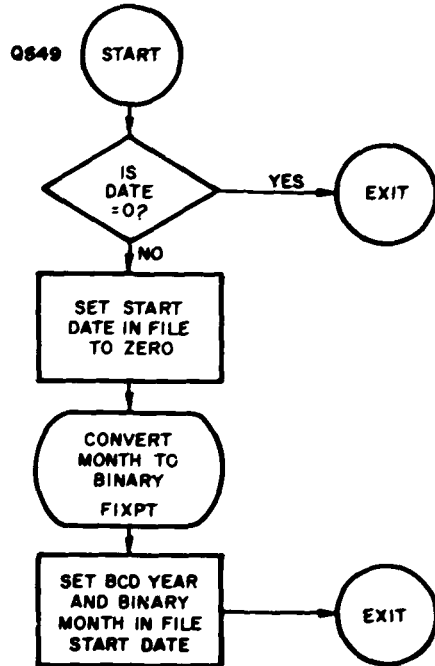 QS49
START
IS
DATE
=0?
YES
EXIT
NO
SET START
DATE IN FILE
TO ZERO
CONVERT
MONTH TO
BINARY
FIXPT
SET BCD YEAR
AND BINARY
MONTH IN FILE
START DATE
EXIT